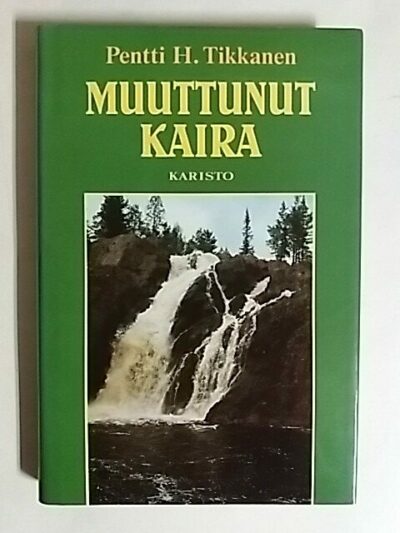 Pentti H. Tikkanen
MUUTTUNUT
KAIRA
KARISTO